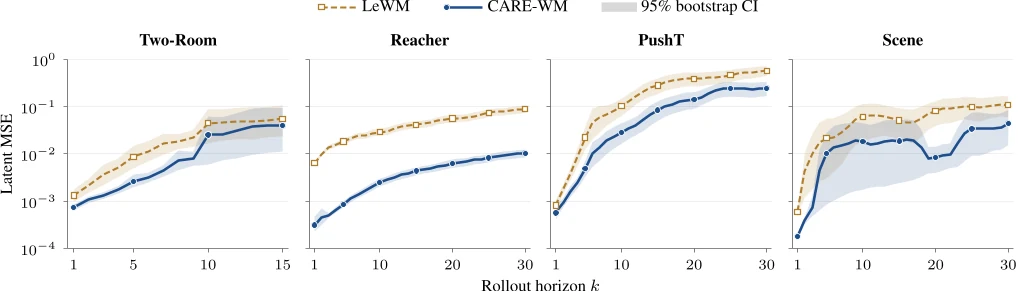 LeWM CARE-WM 95% bootstrap CI
Two-Room Reacher PushT Scene
Latent MSE
10⁰
10⁻¹
10⁻²
10⁻³
10⁻⁴
1 5 10 15
1 10 20 30
1 10 20 30
1 10 20 30
Rollout horizon k